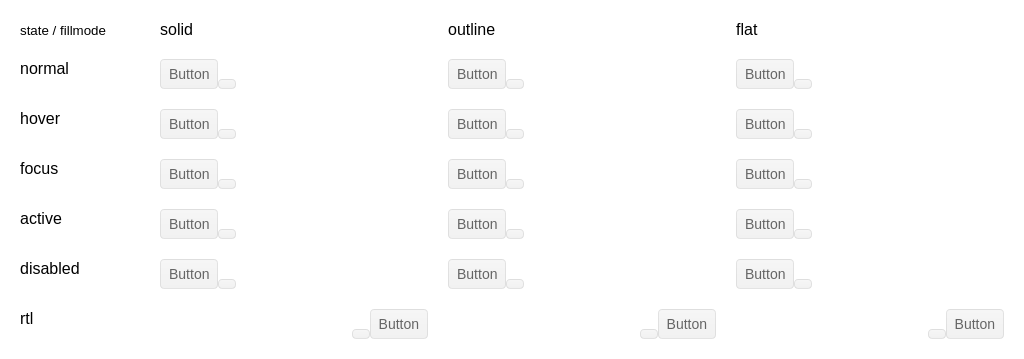 state / fillmode solid outline flat
normal Button Button Button
hover Button Button Button
focus Button Button Button
active Button Button Button
disabled Button Button Button
rtl Button Button Button